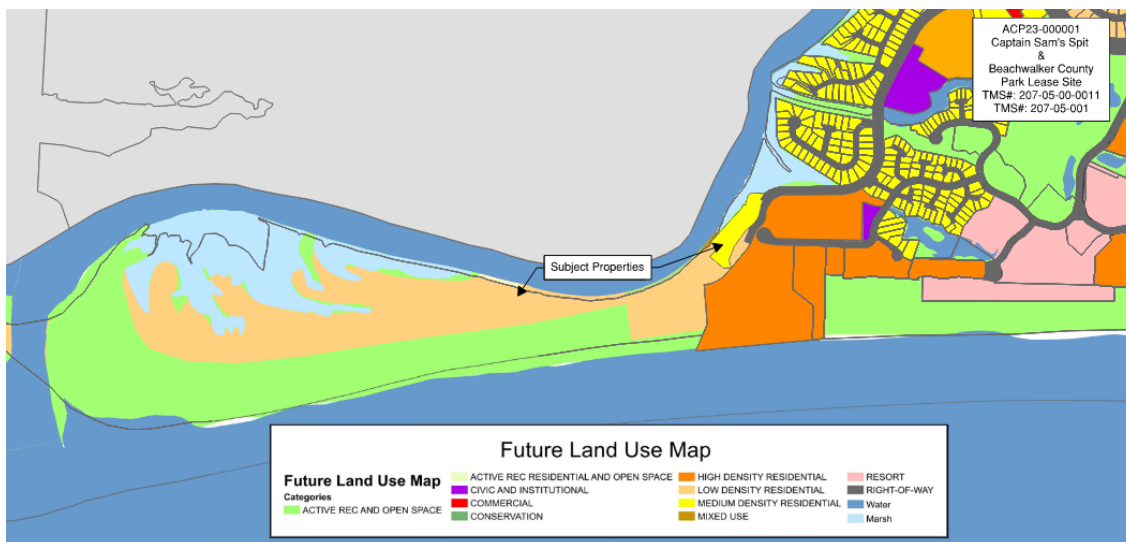 ACP23-000001
Captain Sam's Spit
&
Beachwalker County
Park Lease Site
TMS#: 207-05-00-0011
TMS#: 207-05-001
Subject Properties
Future Land Use Map
Future Land Use Map
Categories
ACTIVE REC AND OPEN SPACE
ACTIVE REC RESIDENTIAL AND OPEN SPACE
CIVIC AND INSTITUTIONAL
COMMERCIAL
CONSERVATION
HIGH DENSITY RESIDENTIAL
LOW DENSITY RESIDENTIAL
MEDIUM DENSITY RESIDENTIAL
MIXED USE
RESORT
RIGHT-OF-WAY
Water
Marsh